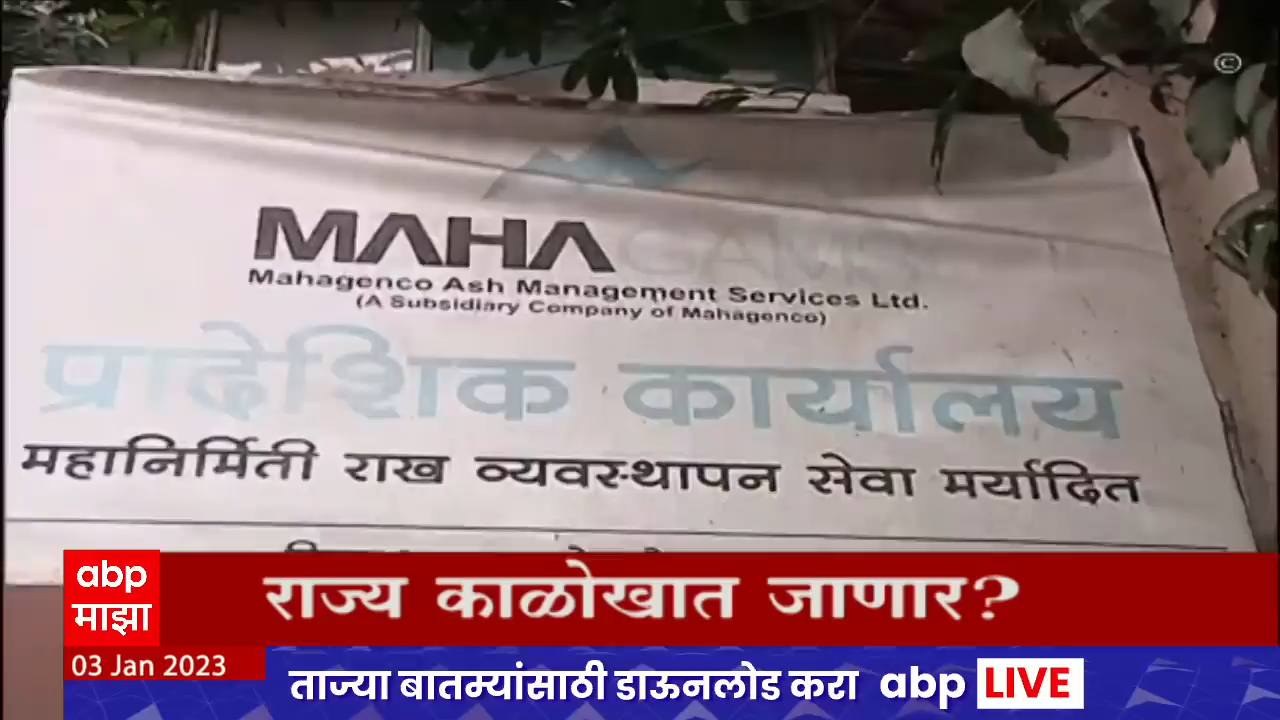 ©
MAHAGAMS
Mahagenco Ash Management Services Ltd.
(A Subsidiary Company of Mahagenco)
प्रादेशिक कार्यालय
महानिर्मिती राख व्यवस्थापन सेवा मर्यादित
abp
माझा
राज्य काळोखात जाणार?
03 Jan 2023
ताज्या बातम्यांसाठी डाऊनलोड करा abp LIVE